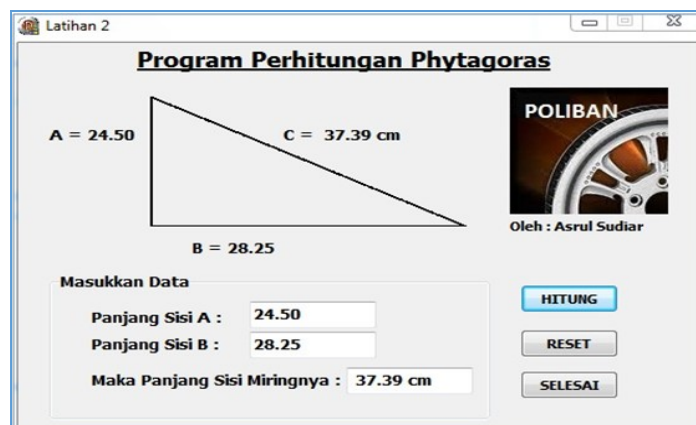 Latihan 2
Program Perhitungan Phytagoras
A = 24.50
C = 37.39 cm
B = 28.25
POLIBAN
Oleh : Asrul Sudiar
Masukkan Data
Panjang Sisi A : 24.50
Panjang Sisi B : 28.25
Maka Panjang Sisi Miringnya : 37.39 cm
HITUNG
RESET
SELESAI